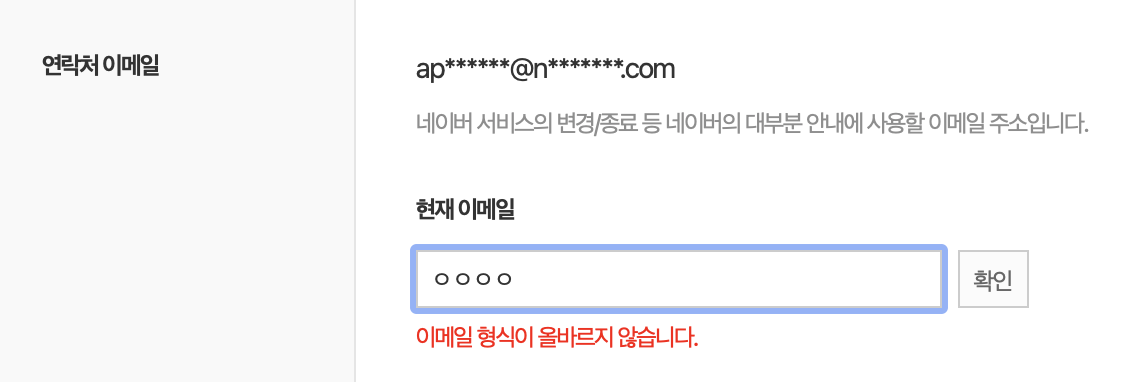 연락처 이메일
ap******@n*******.com
네이버 서비스의 변경/종료 등 네이버의 대부분 안내에 사용할 이메일 주소입니다.
현재 이메일
ㅇㅇㅇㅇ
확인
이메일 형식이 올바르지 않습니다.